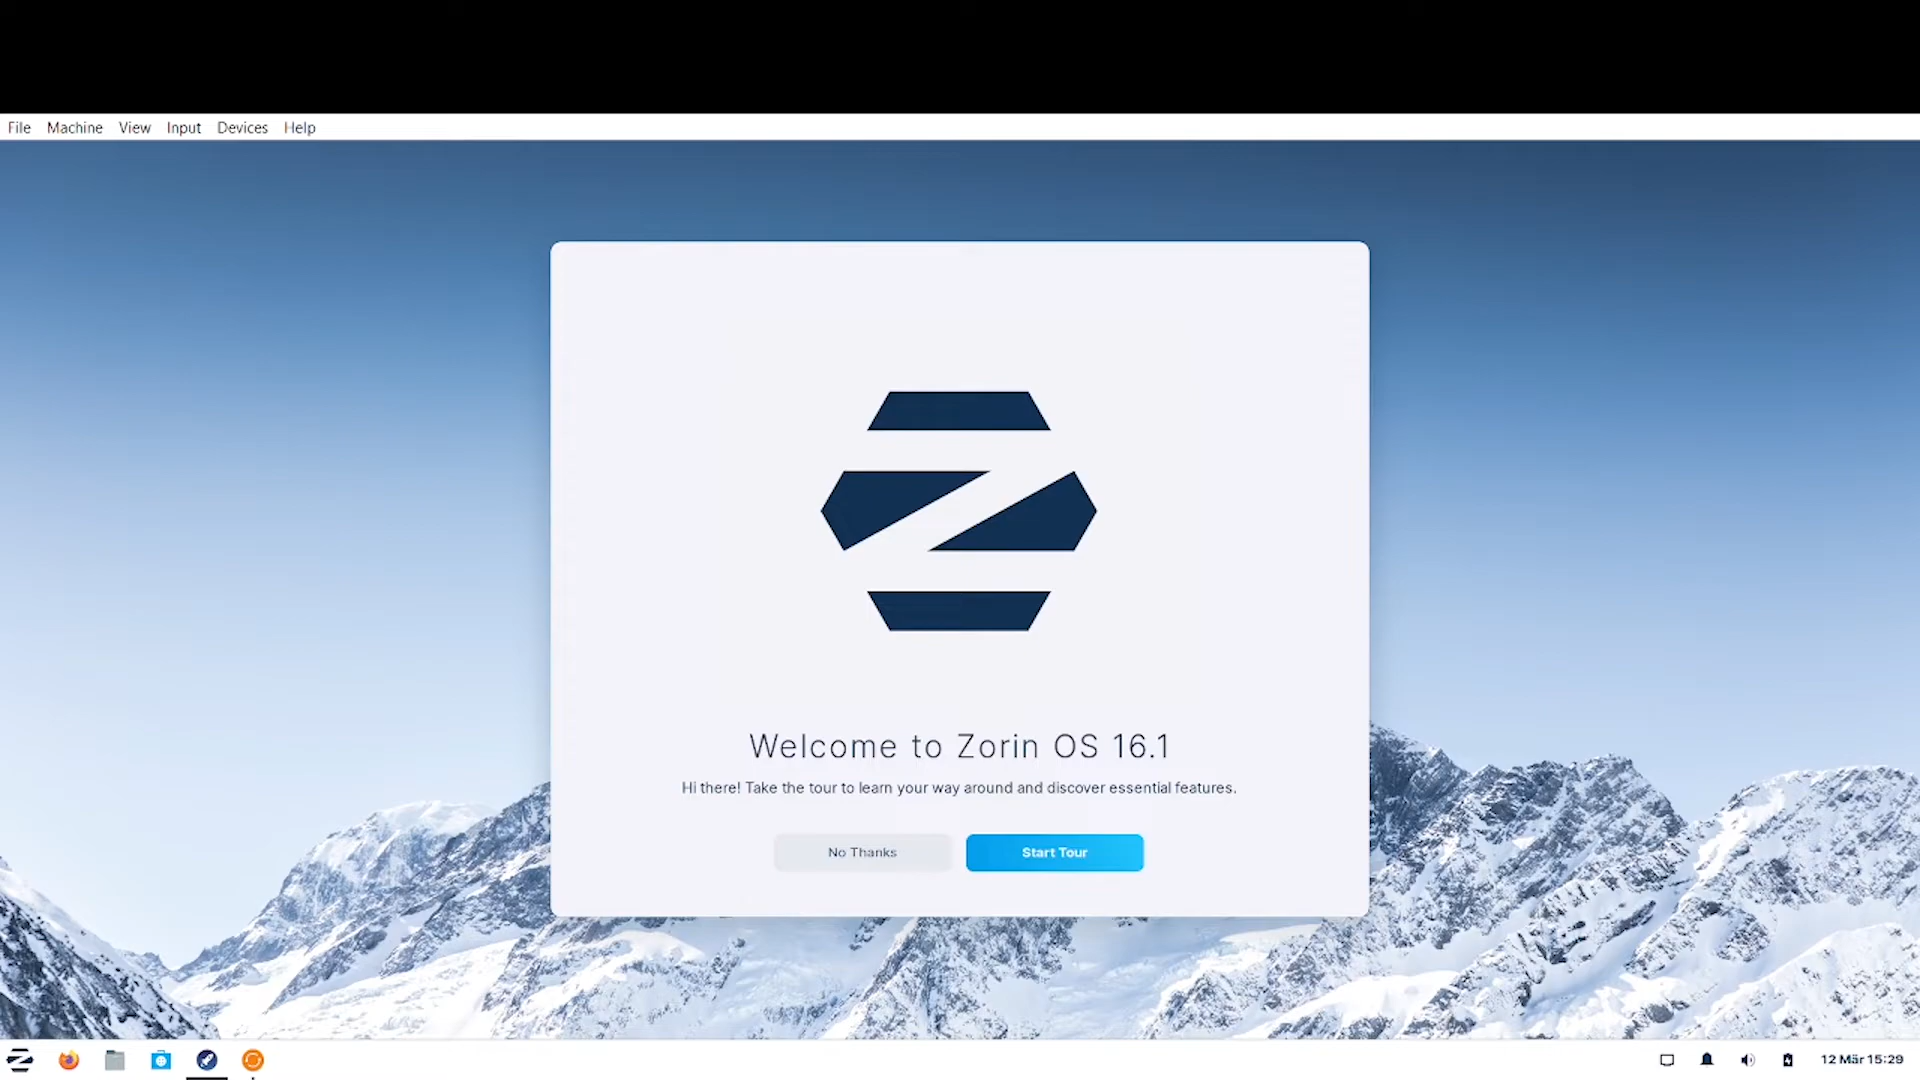 File Machine View Input Devices Help
Welcome to Zorin OS 16.1
Hi there! Take the tour to learn your way around and discover essential features.
No Thanks Start Tour
12 Mär 15:29